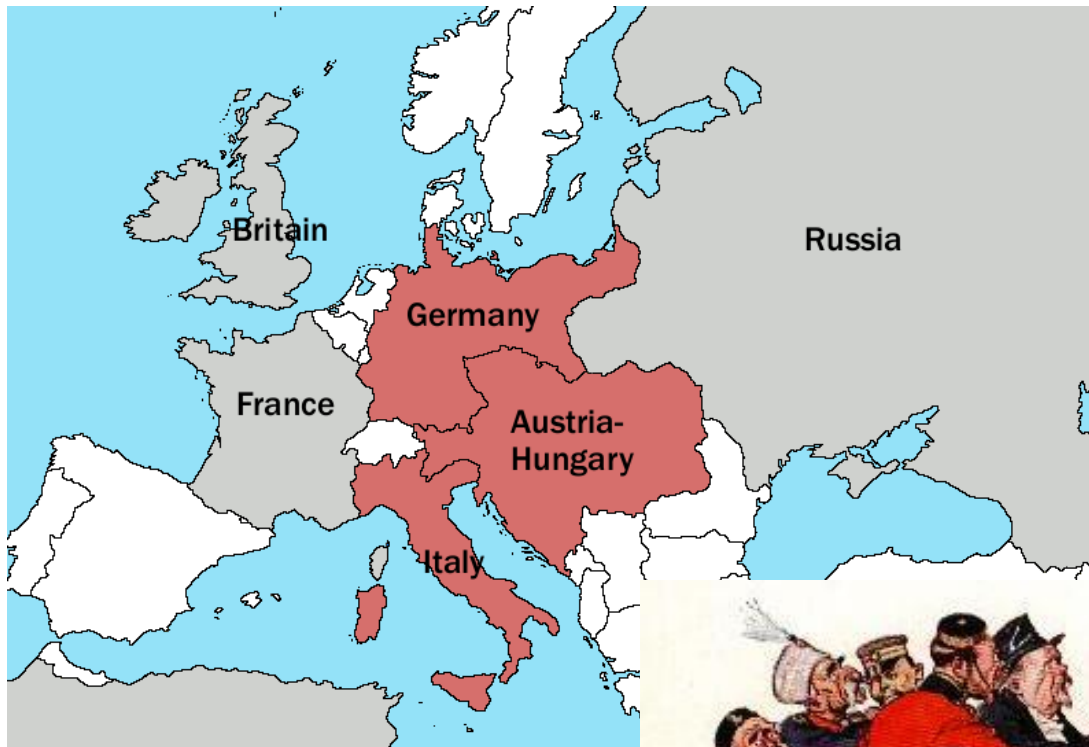 Britain
Russia
Germany
France
Austria-
Hungary
Italy